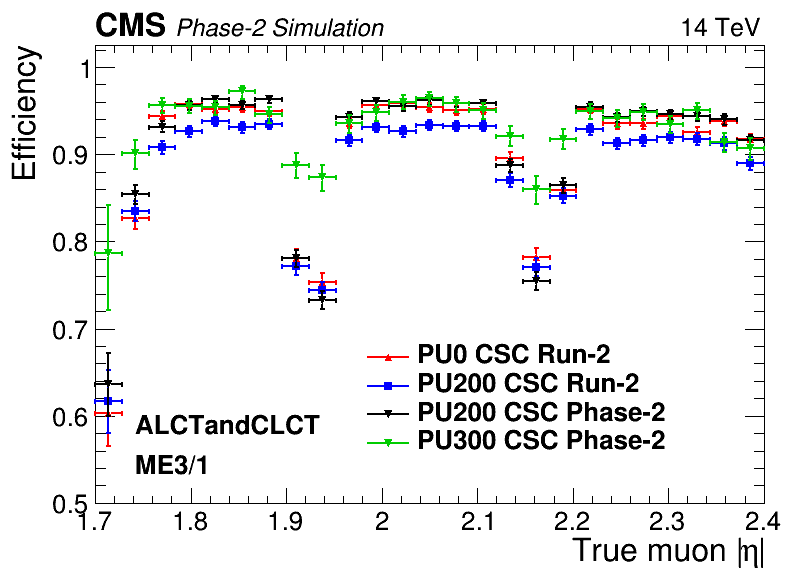 CMS Phase-2 Simulation 14 TeV
Efficiency
1
0.9
0.8
0.7
0.6
0.5
PU0 CSC Run-2
PU200 CSC Run-2
PU200 CSC Phase-2
PU300 CSC Phase-2
ALCTandCLCT
ME3/1
1.7 1.8 1.9 2 2.1 2.2 2.3 2.4
True muon |η|